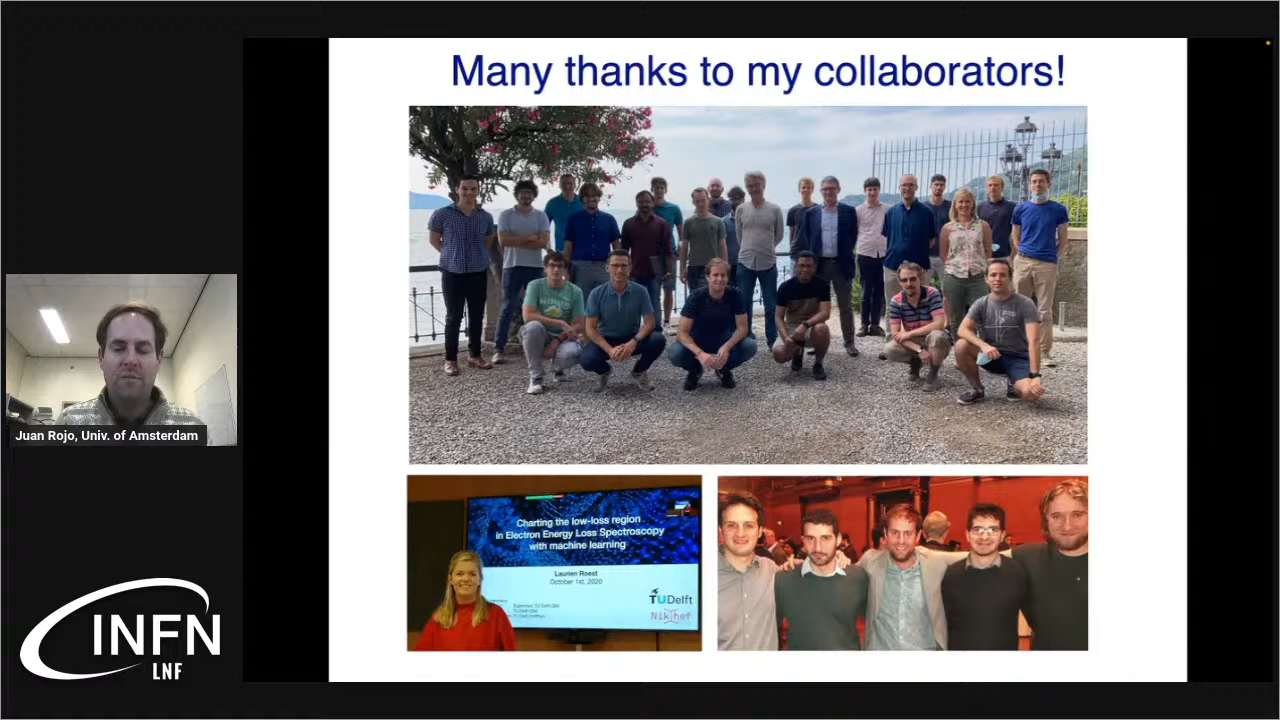 Many thanks to my collaborators!
Juan Rojo, Univ. of Amsterdam
Charting the low-loss region
in Electron Energy Loss Spectroscopy
with machine learning
Laurien Roest
October 1st, 2020
TUDelft
Nikhef
INFN
LNF